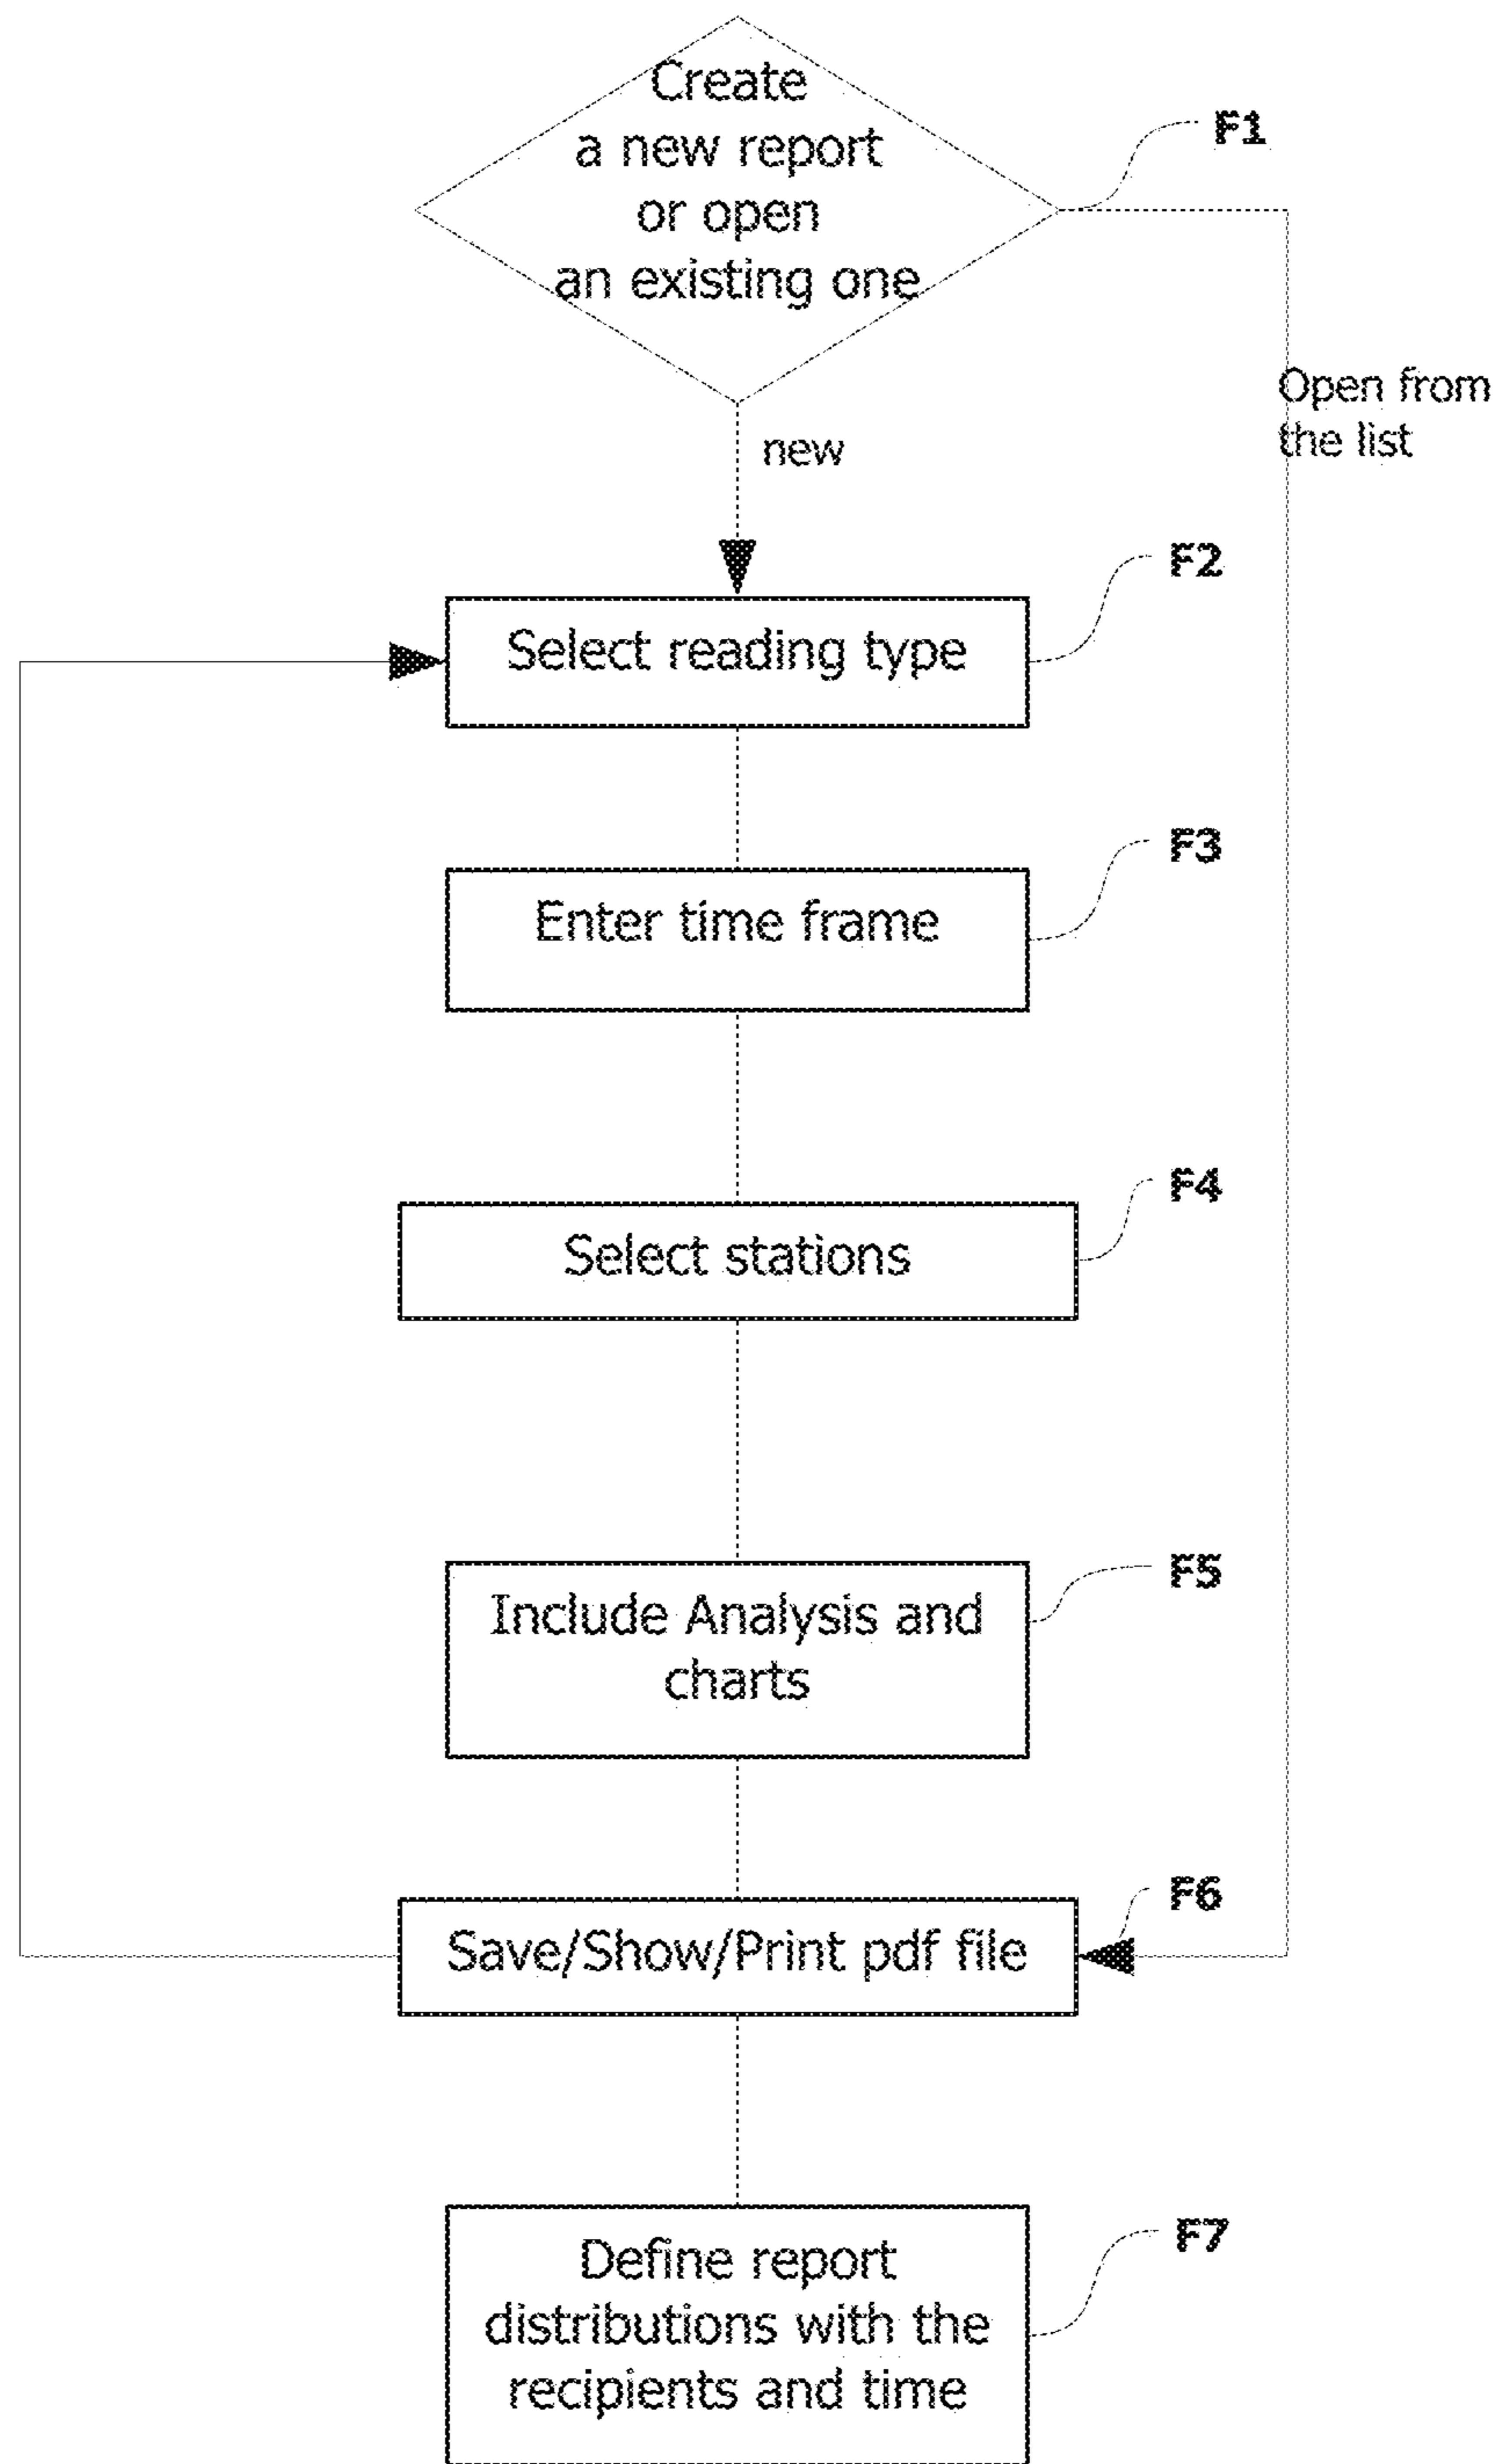 Create
a new report
or open
an existing one
F1
Open from
the list
new
F2
Select reading type
F3
Enter time frame
F4
Select stations
F5
Include Analysis and
charts
F6
Save/Show/Print pdf file
F7
Define report
distributions with the
recipients and time